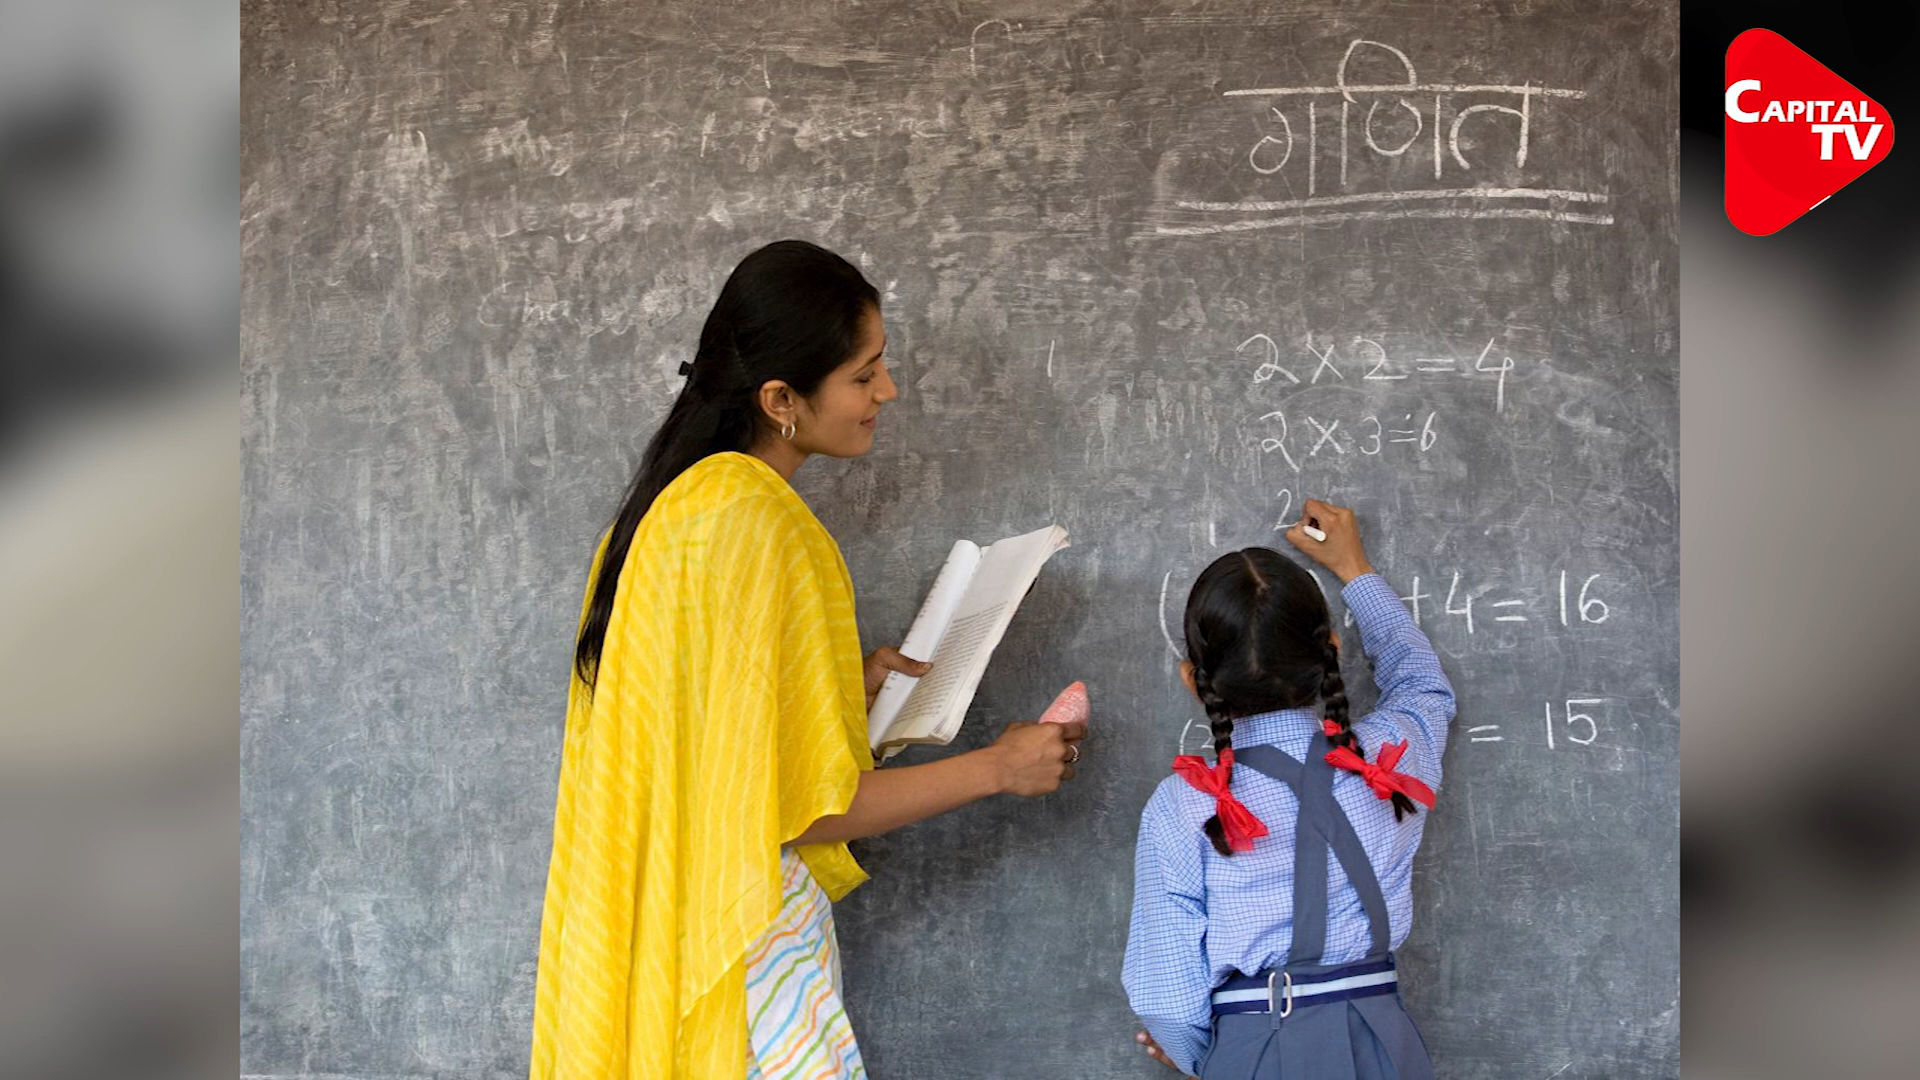 गणित
2 × 2 = 4
2 × 3 = 6
2
+ 4 = 16
= 15
CAPITAL
TV